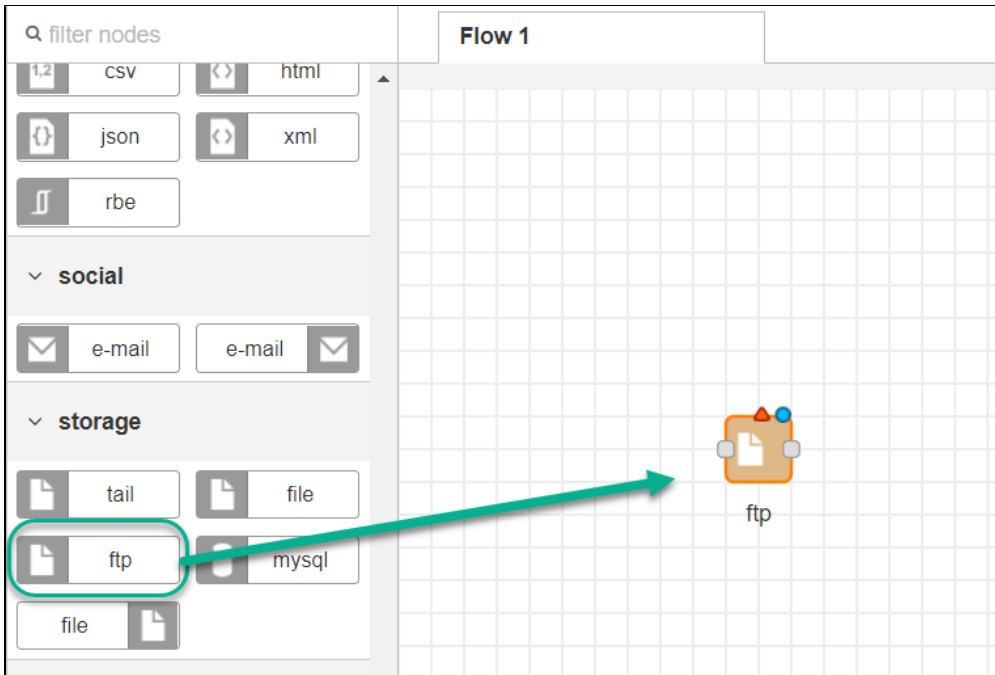 filter nodes
Flow 1
1,2 csv html
json xml
rbe
social
e-mail e-mail
storage
tail file
ftp mysql
ftp
file